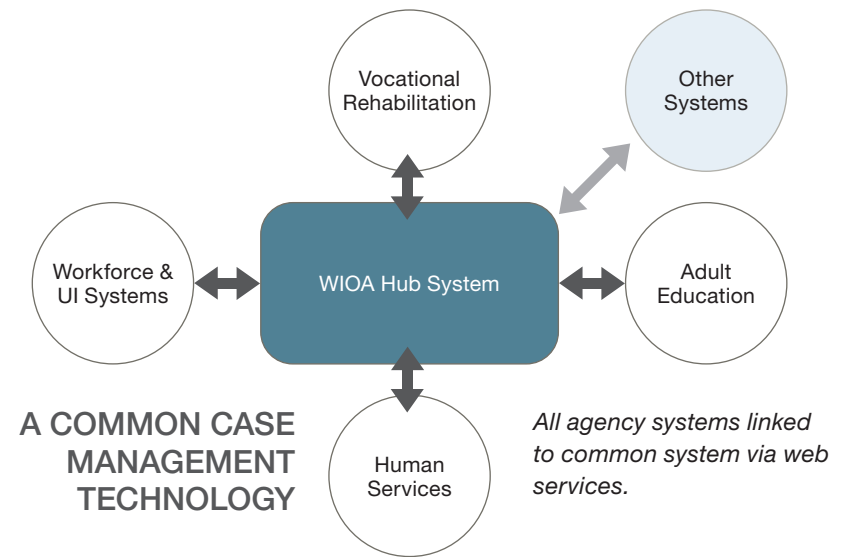 Vocational
Rehabilitation
Other
Systems
Workforce &
UI Systems
WIOA Hub System
Adult
Education
A COMMON CASE
MANAGEMENT
TECHNOLOGY
Human
Services
All agency systems linked
to common system via web
services.